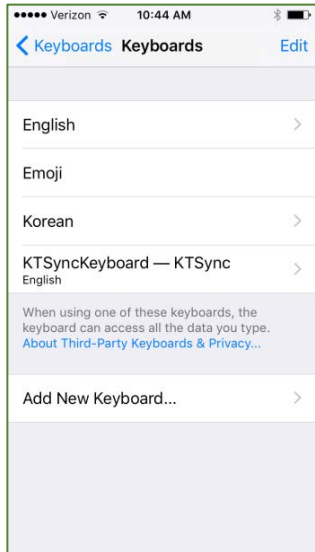 Verizon 10:44 AM
Keyboards Keyboards Edit
English
Emoji
Korean
KTSyncKeyboard — KTSync
English
When using one of these keyboards, the
keyboard can access all the data you type.
About Third-Party Keyboards & Privacy...
Add New Keyboard...